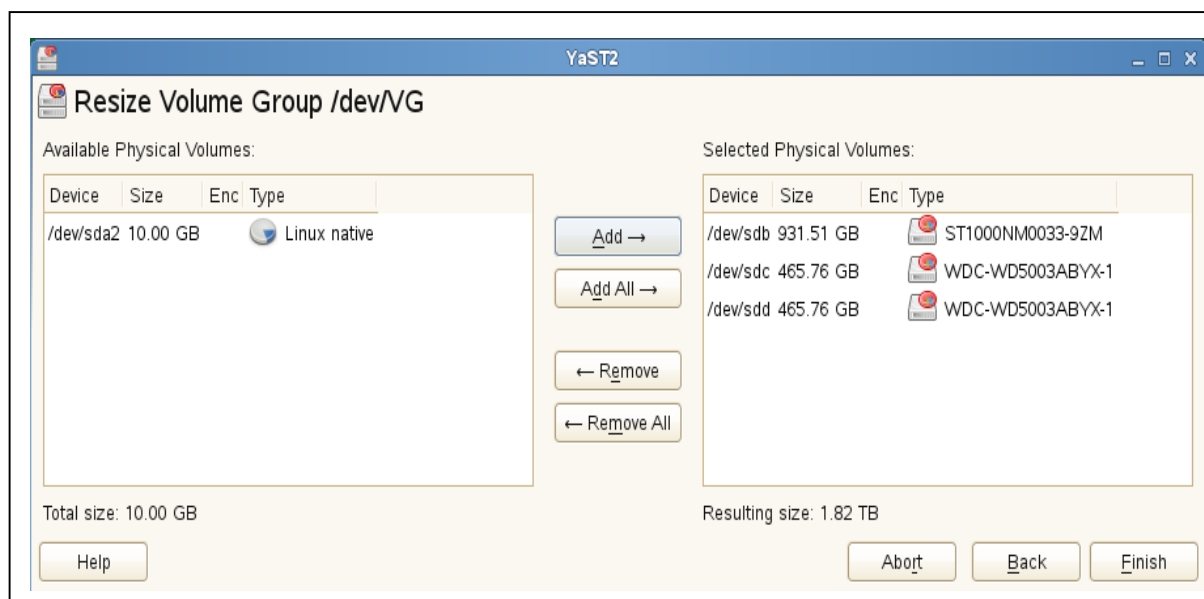 YaST2
Resize Volume Group /dev/VG
Available Physical Volumes:
Device Size Enc Type
/dev/sda2 10.00 GB Linux native
Total size: 10.00 GB
Add →
Add All →
← Remove
← Remove All
Selected Physical Volumes:
Device Size Enc Type
/dev/sdb 931.51 GB ST1000NM0033-9ZM
/dev/sdc 465.76 GB WDC-WD5003ABYX-1
/dev/sdd 465.76 GB WDC-WD5003ABYX-1
Resulting size: 1.82 TB
Help
Abort
Back
Finish